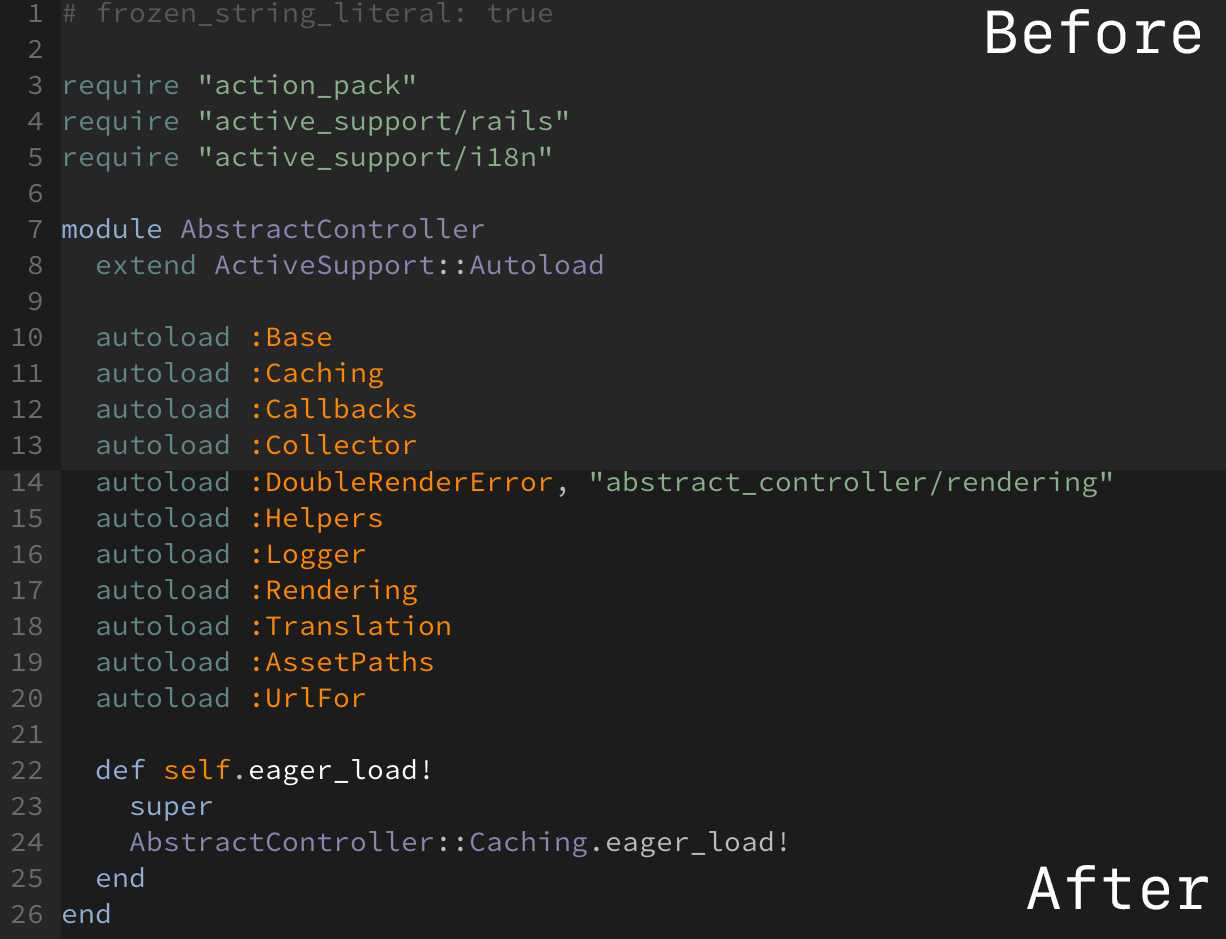 1 # frozen_string_literal: true
Before
2
3 require "action_pack"
4 require "active_support/rails"
5 require "active_support/i18n"
6
7 module AbstractController
8   extend ActiveSupport::Autoload
9
10   autoload :Base
11   autoload :Caching
12   autoload :Callbacks
13   autoload :Collector
14   autoload :DoubleRenderError, "abstract_controller/rendering"
15   autoload :Helpers
16   autoload :Logger
17   autoload :Rendering
18   autoload :Translation
19   autoload :AssetPaths
20   autoload :UrlFor
21
22   def self.eager_load!
23     super
24     AbstractController::Caching.eager_load!
25   end
After
26 end